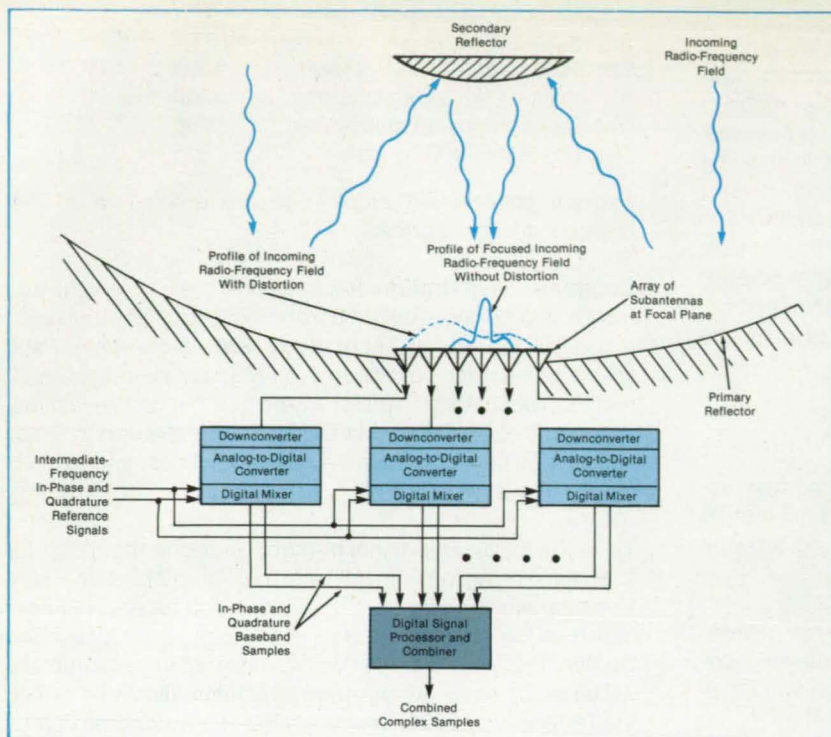 Secondary
Reflector
Incoming
Radio-Frequency
Field
Profile of Incoming
Radio-Frequency Field
With Distortion
Profile of Focused Incoming
Radio-Frequency Field
Without Distortion
Array of
Subantennas
at Focal Plane
Primary
Reflector
Intermediate-
Frequency
In-Phase and
Quadrature
Reference
Signals
Downconverter
Analog-to-Digital
Converter
Digital Mixer
Downconverter
Analog-to-Digital
Converter
Digital Mixer
Downconverter
Analog-to-Digital
Converter
Digital Mixer
In-Phase and
Quadrature
Baseband
Samples
Digital Signal
Processor and
Combiner
Combined
Complex Samples